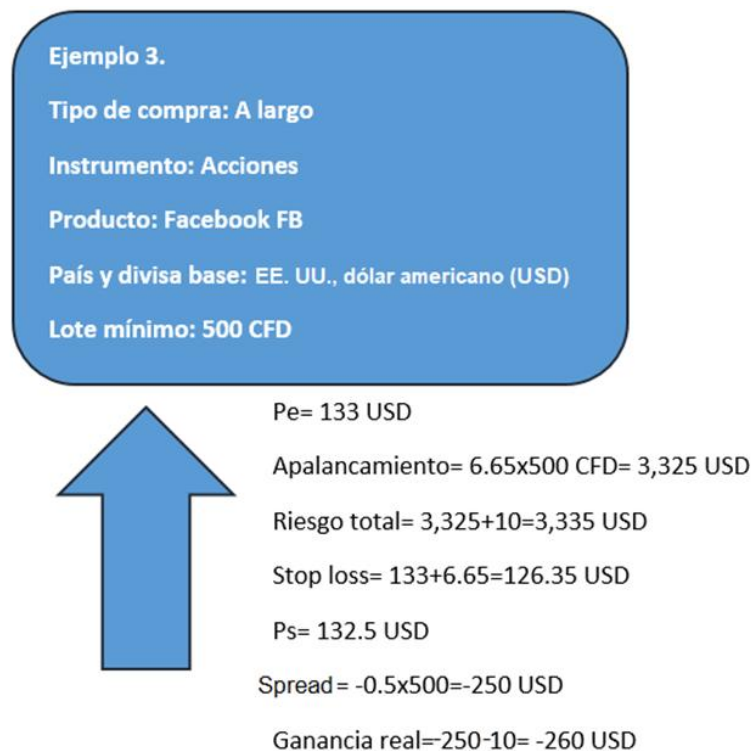 Ejemplo 3.
Tipo de compra: A largo
Instrumento: Acciones
Producto: Facebook FB
País y divisa base: EE. UU., dólar americano (USD)
Lote mínimo: 500 CFD
Pe= 133 USD
Apalancamiento= 6.65x500 CFD= 3,325 USD
Riesgo total= 3,325+10=3,335 USD
Stop loss= 133+6.65=126.35 USD
Ps= 132.5 USD
Spread= -0.5x500=-250 USD
Ganancia real=-250-10= -260 USD